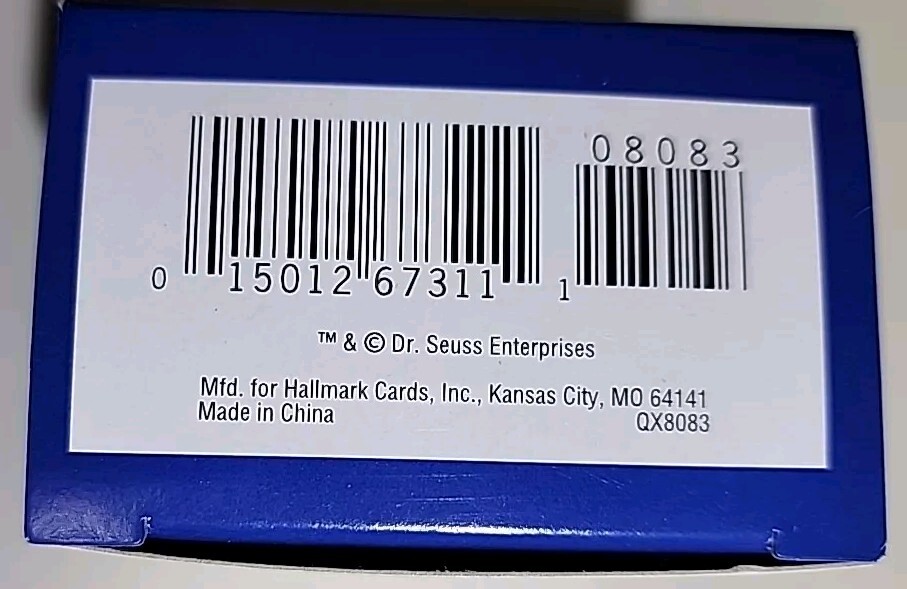 08083
0 15012 67311 1
™ & © Dr. Seuss Enterprises
Mfd. for Hallmark Cards, Inc., Kansas City, MO 64141
Made in China QX8083